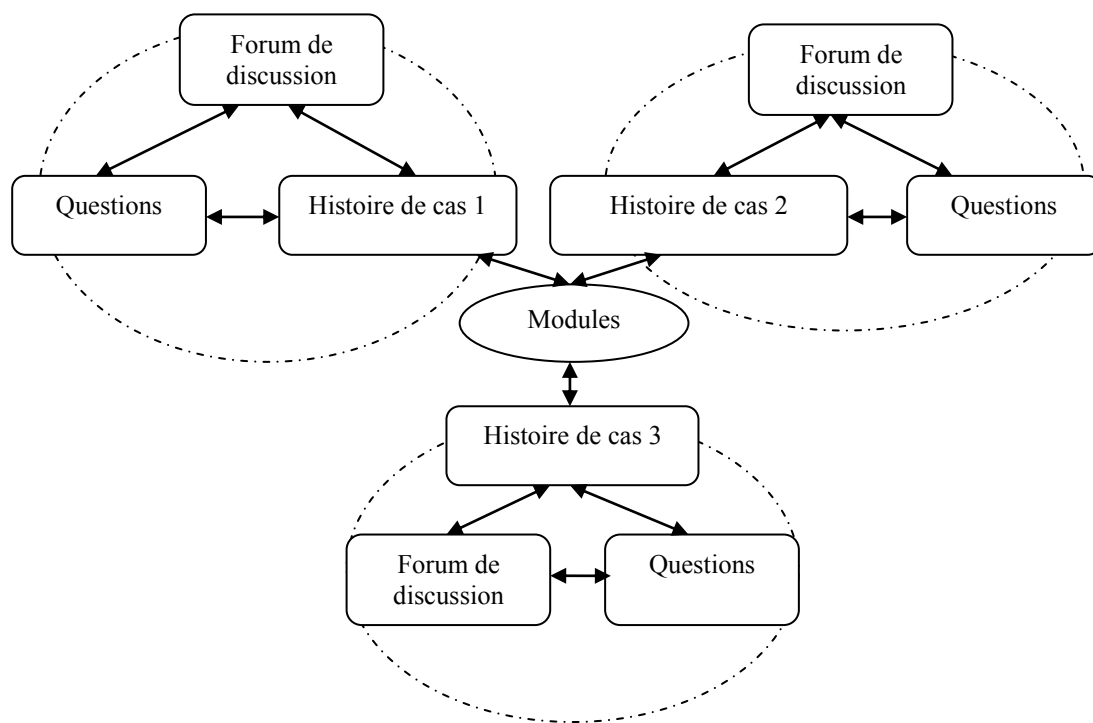 Forum de
discussion
Questions
Histoire de cas 1
Forum de
discussion
Histoire de cas 2
Questions
Modules
Histoire de cas 3
Forum de
discussion
Questions